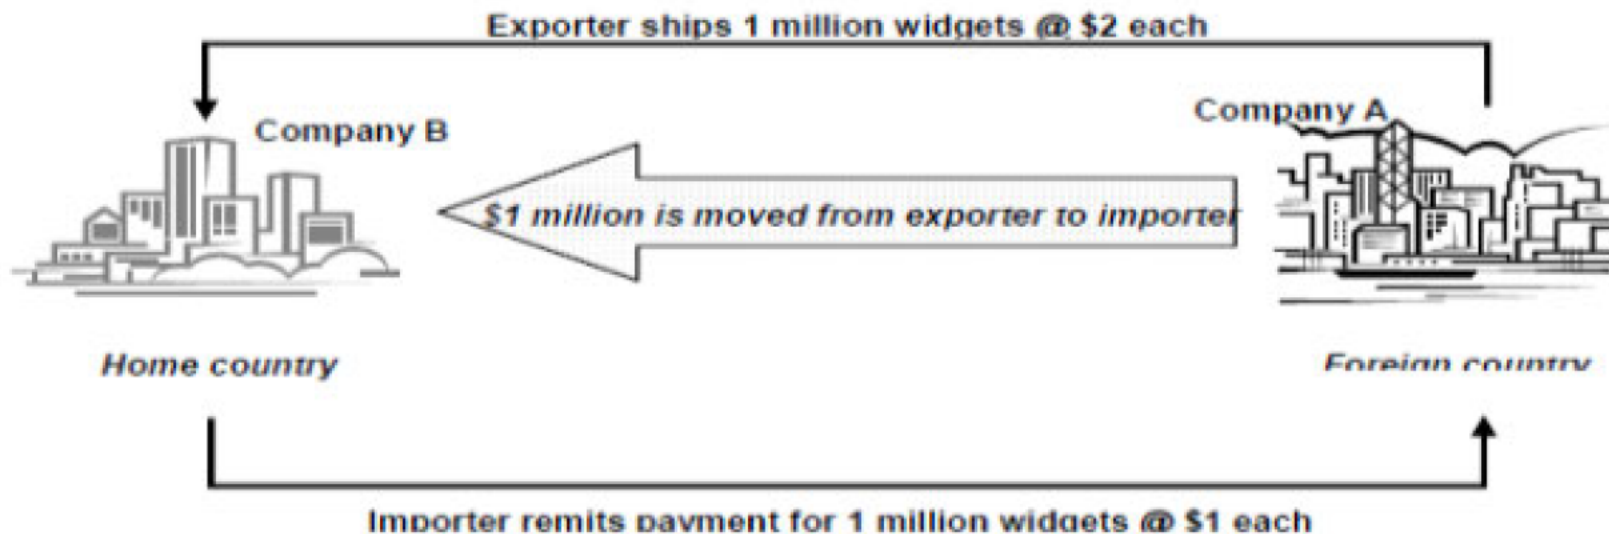 Exporter ships 1 million widgets @ $2 each
Company A
Company B
$1 million is moved from exporter to importer
Home country
Foreign country
Importer remits payment for 1 million widgets @ $1 each